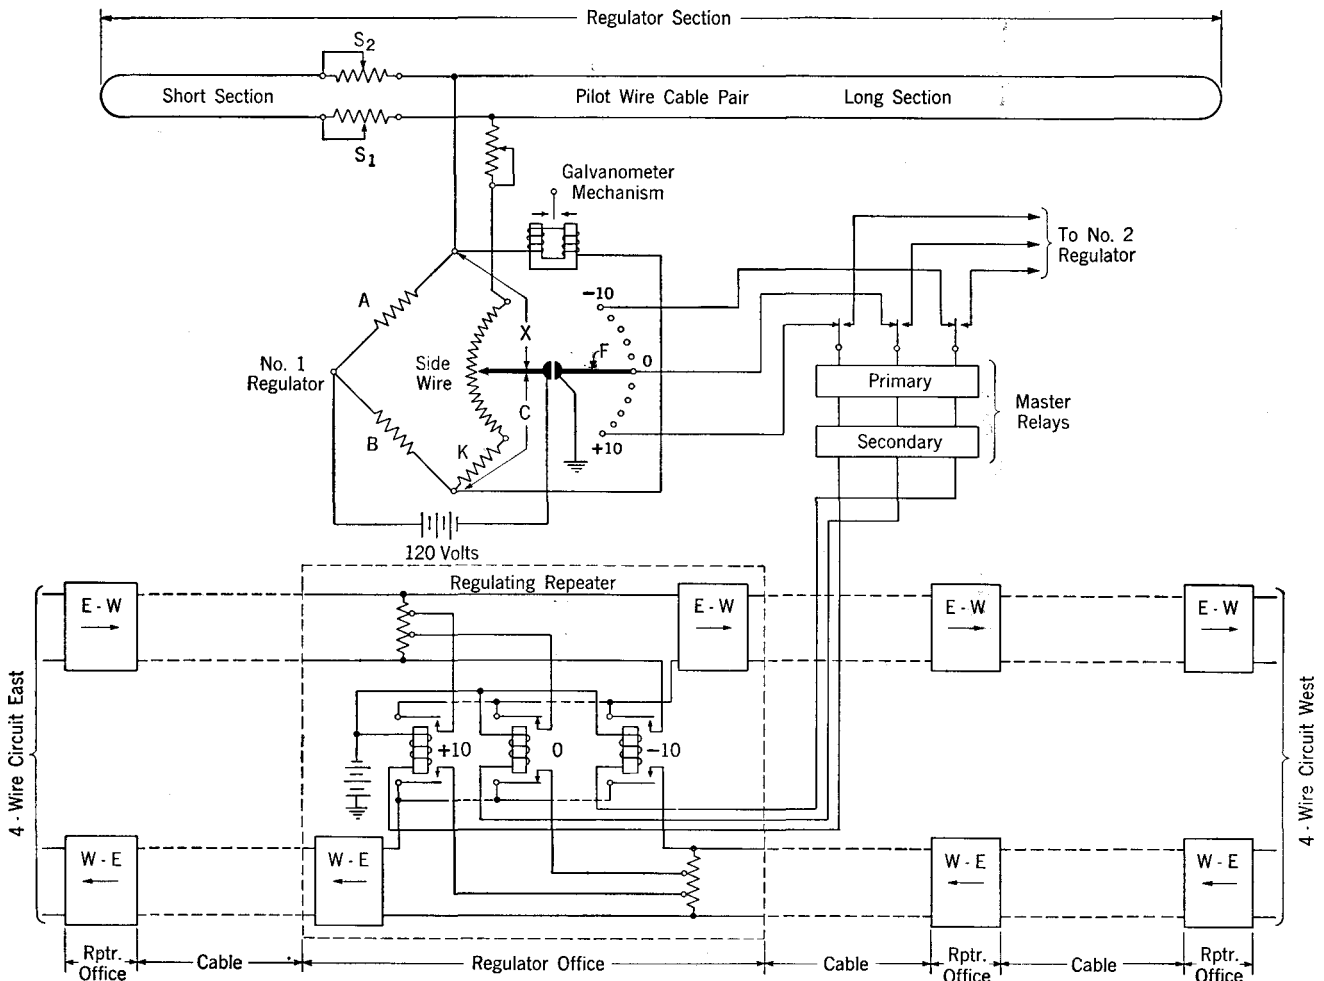 Regulator Section
S2
Short Section
Pilot Wire Cable Pair
Long Section
S1
Galvanometer
Mechanism
To No. 2
Regulator
A
-10
X
F
No. 1
Regulator
Side
Wire
0
Primary
Master
Relays
C
B
K
+10
Secondary
120 Volts
Regulating Repeater
E - W
E - W
E - W
E - W
4 - Wire Circuit East
4 - Wire Circuit West
+10
0
-10
W - E
W - E
W - E
W - E
Rptr.
Office
Cable
Regulator Office
Cable
Rptr.
Office
Cable
Rptr.
Office